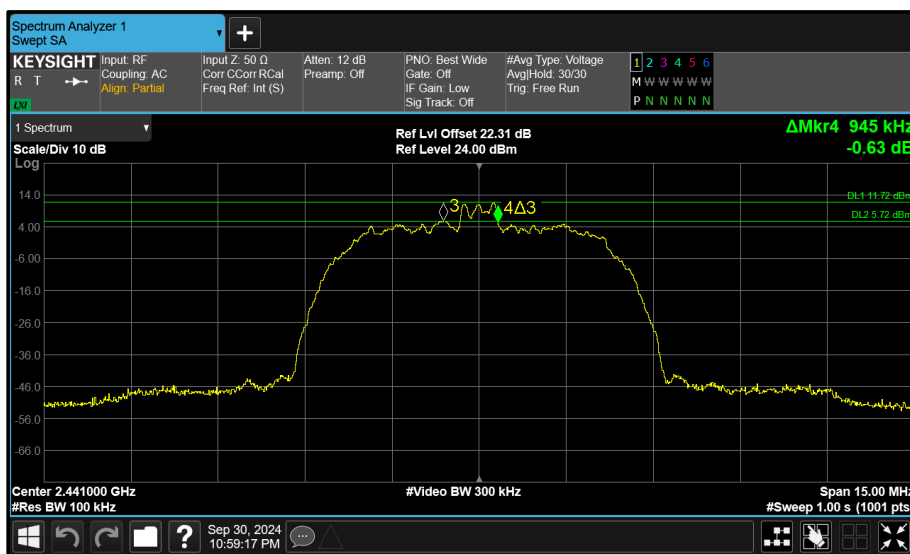 Spectrum Analyzer 1
Swept SA
KEYSIGHT
R T
LXI
Input: RF
Coupling: AC
Align: Partial
Input Z: 50 Ω
Corr CCorr RCal
Freq Ref: Int (S)
Atten: 12 dB
Preamp: Off
PNO: Best Wide
Gate: Off
IF Gain: Low
Sig Track: Off
#Avg Type: Voltage
Avg|Hold: 30/30
Trig: Free Run
1 2 3 4 5 6
M W W W W W
P N N N N N
1 Spectrum
Scale/Div 10 dB
Log
Ref Lvl Offset 22.31 dB
Ref Level 24.00 dBm
ΔMkr4 945 kHz
-0.63 dB
14.0
4.00
-6.00
-16.0
-26.0
-36.0
-46.0
-56.0
-66.0
DL1 11.72 dBm
DL2 5.72 dBm
3
4Δ3
Center 2.441000 GHz
#Res BW 100 kHz
#Video BW 300 kHz
Span 15.00 MHz
#Sweep 1.00 s (1001 pts
?
Sep 30, 2024
10:59:17 PM